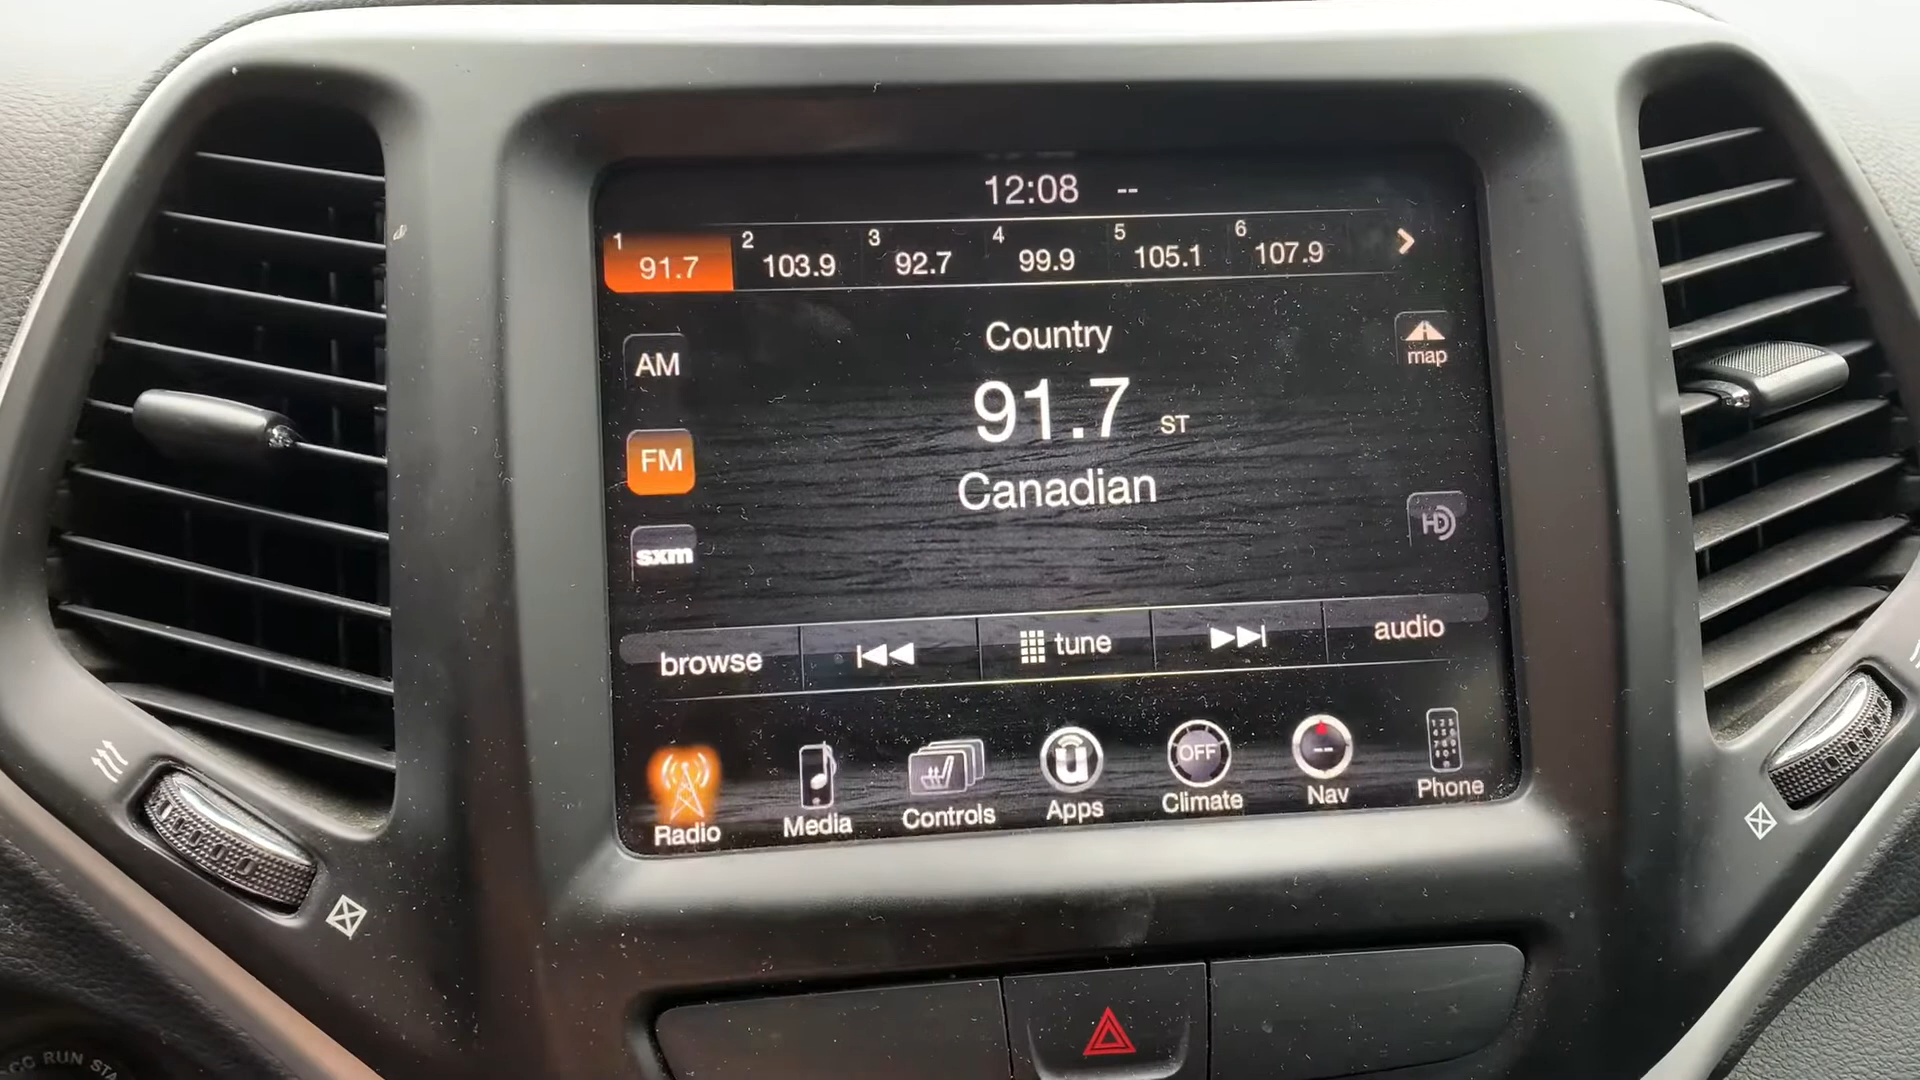 12:08 --
1 91.7 2 103.9 3 92.7 4 99.9 5 105.1 6 107.9
Country
map
AM
91.7 ST
FM
Canadian
HD
sxm
browse tune audio
OFF
--
Radio Media Controls Apps Climate Nav Phone
RUN